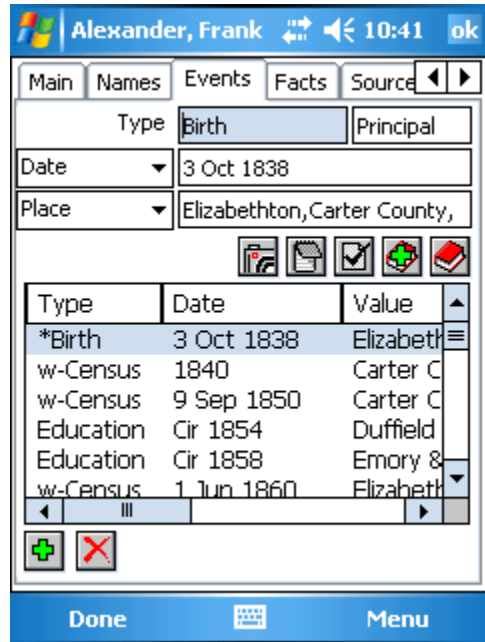 Alexander, Frank 10:41 ok
Main Names Events Facts Source
Type Birth Principal
Date 3 Oct 1838
Place Elizabethton,Carter County,
Type Date Value
*Birth 3 Oct 1838 Elizabeth
w-Census 1840 Carter C
w-Census 9 Sep 1850 Carter C
Education Cir 1854 Duffield
Education Cir 1858 Emory &
w-Census 1 Jun 1860 Elizabeth
Done Menu